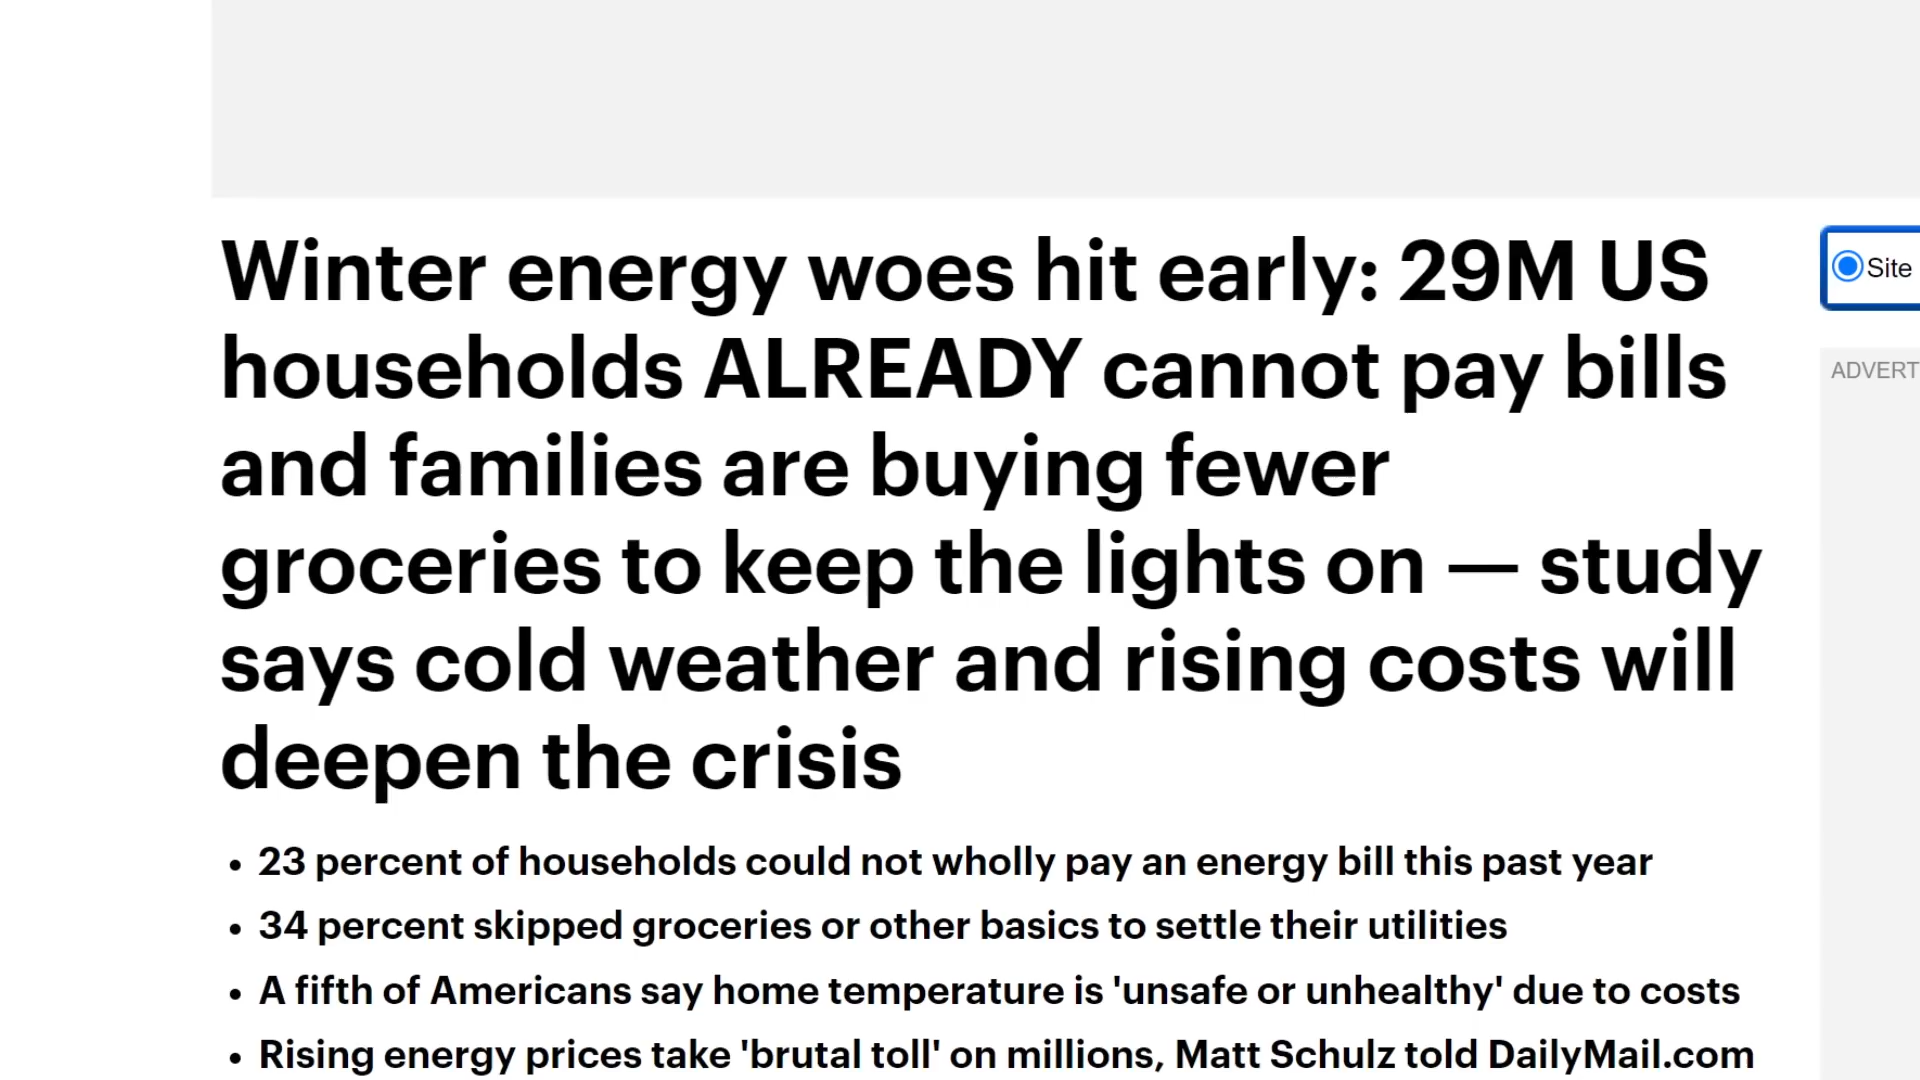 Winter energy woes hit early: 29M US
households ALREADY cannot pay bills
and families are buying fewer
groceries to keep the lights on — study
says cold weather and rising costs will
deepen the crisis
• 23 percent of households could not wholly pay an energy bill this past year
• 34 percent skipped groceries or other basics to settle their utilities
• A fifth of Americans say home temperature is 'unsafe or unhealthy' due to costs
• Rising energy prices take 'brutal toll' on millions, Matt Schulz told DailyMail.com
Site
ADVERT